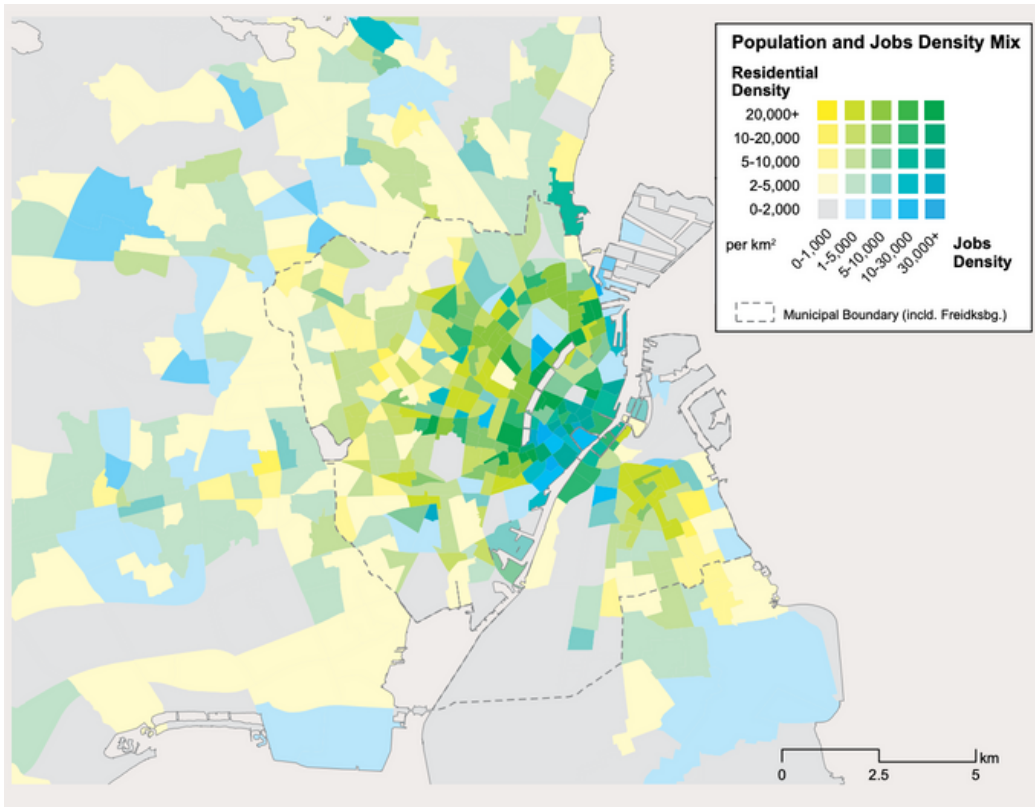 Population and Jobs Density Mix
Residential
Density
20,000+
10-20,000
5-10,000
2-5,000
0-2,000
per km²
0-1,000
1-5,000
5-10,000
10-30,000
30,000+
Jobs
Density
Municipal Boundary (incld. Freidksbg.)
km
0
2.5
5